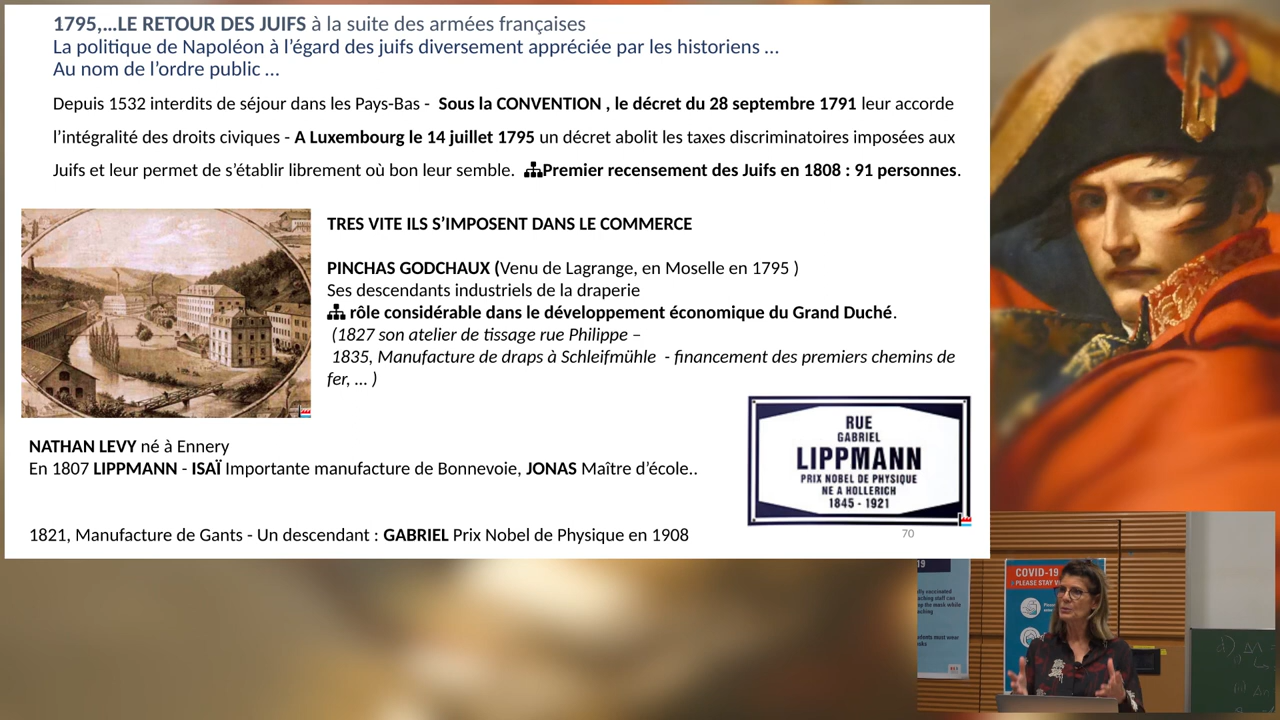 1795,...LE RETOUR DES JUIFS à la suite des armées françaises
La politique de Napoléon à l’égard des juifs diversement appréciée par les historiens ...
Au nom de l’ordre public ...
Depuis 1532 interdits de séjour dans les Pays-Bas - Sous la CONVENTION , le décret du 28 septembre 1791 leur accorde
l’intégralité des droits civiques - A Luxembourg le 14 juillet 1795 un décret abolit les taxes discriminatoires imposées aux
Juifs et leur permet de s’établir librement où bon leur semble. Premier recensement des Juifs en 1808 : 91 personnes.
TRES VITE ILS S’IMPOSENT DANS LE COMMERCE
PINCHAS GODCHAUX (Venu de Lagrange, en Moselle en 1795 )
Ses descendants industriels de la draperie
rôle considérable dans le développement économique du Grand Duché.
(1827 son atelier de tissage rue Philippe –
1835, Manufacture de draps à Schleifmühle - financement des premiers chemins de
fer, ... )
RUE
GABRIEL
LIPPMANN
PRIX NOBEL DE PHYSIQUE
NE A HOLLERICH
1845 - 1921
NATHAN LEVY né à Ennery
En 1807 LIPPMANN - ISAÏ Importante manufacture de Bonnevoie, JONAS Maître d’école..
1821, Manufacture de Gants - Un descendant : GABRIEL Prix Nobel de Physique en 1908
70
19
COVID-19
PLEASE STAY